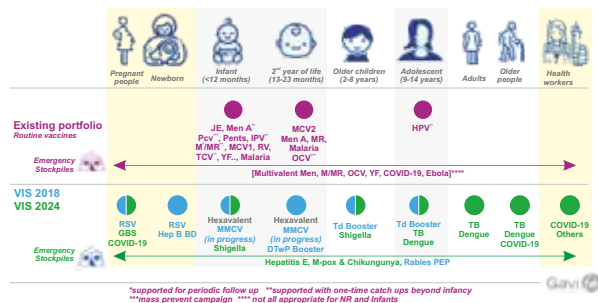 Pregnant people
Newborn
Infant (<12 months)
2nd year of life (13-23 months)
Older children (2-8 years)
Adolescent (9-14 years)
Adults
Older people
Health workers
Existing portfolio
Routine vaccines
JE, Men A**
Pcv***, Pents, IPV**
MCV1, RV,
Malaria
MCV2
Men A, MR,
Malaria
OCV***
HPV**
Emergency
Stockpiles
[Multivalent Men, M/MR, OCV, YF, COVID-19, Ebola]****
VIS 2018
VIS 2024
RSV
GBS
COVID-19
RSV
Hep B BD
Hexavalent
MMCV
(in progress)
Shigella
Hexavalent
MMCV
(in progress)
DTwP Booster
Td Booster
Shigella
Td Booster
TB
Dengue
TB
Dengue
TB
Dengue
COVID-19
COVID-19
Others
Emergency
Stockpiles
Hepatitis E, M-pox & Chikungunya, Rabies PEP
*supported for periodic follow up **supported with one-time catch ups beyond infancy
***mass prevent campaign **** not all appropriate for NR and Infants
Gavi